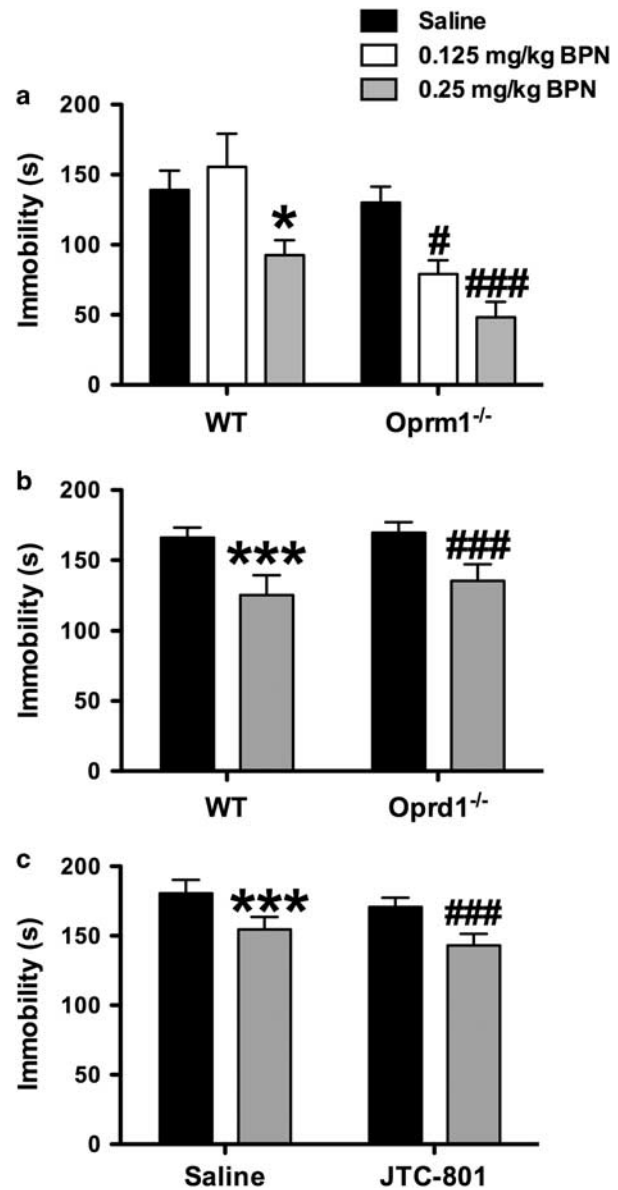 Saline
0.125 mg/kg BPN
0.25 mg/kg BPN
a
Immobility (s)
200
150
100
50
0
*
#
###
WT
Oprm1-/-
b
Immobility (s)
200
150
100
50
0
***
###
WT
Oprd1-/-
c
Immobility (s)
200
150
100
50
0
***
###
Saline
JTC-801